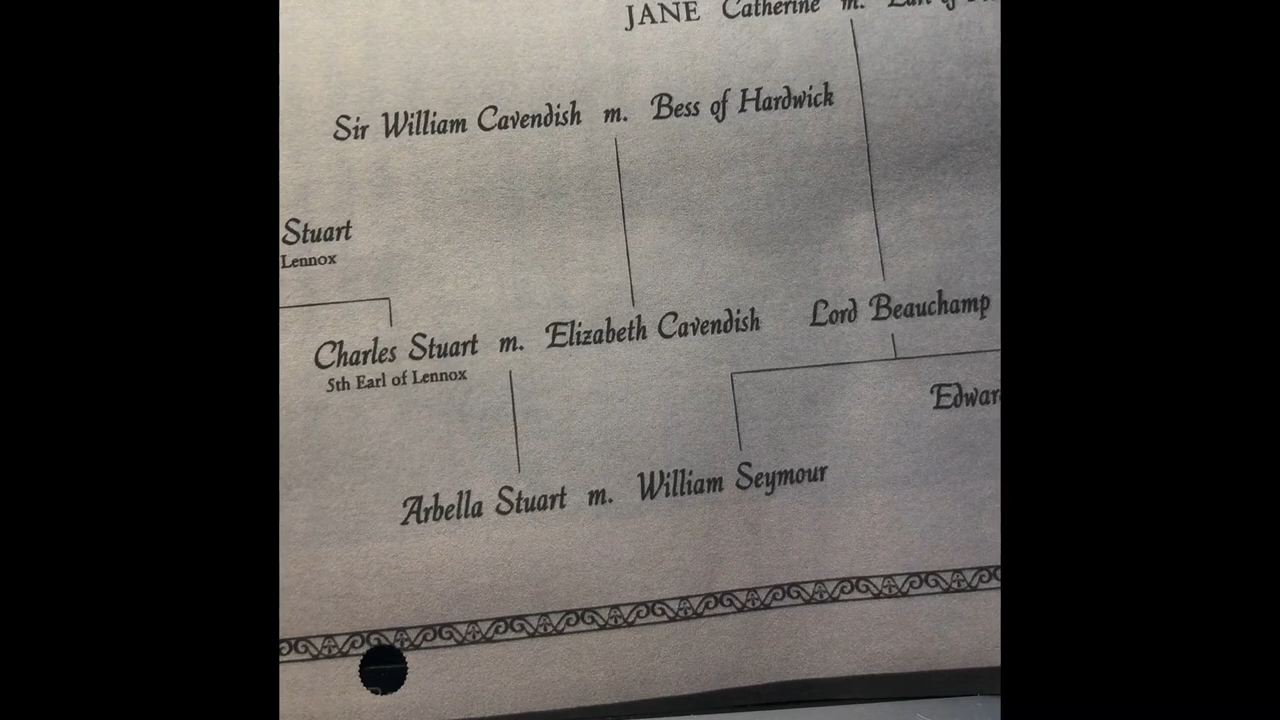 JANE Catherine m.
Sir William Cavendish m. Bess of Hardwick
Stuart
Lennox
Charles Stuart m. Elizabeth Cavendish Lord Beauchamp
5th Earl of Lennox
Arbella Stuart m. William Seymour